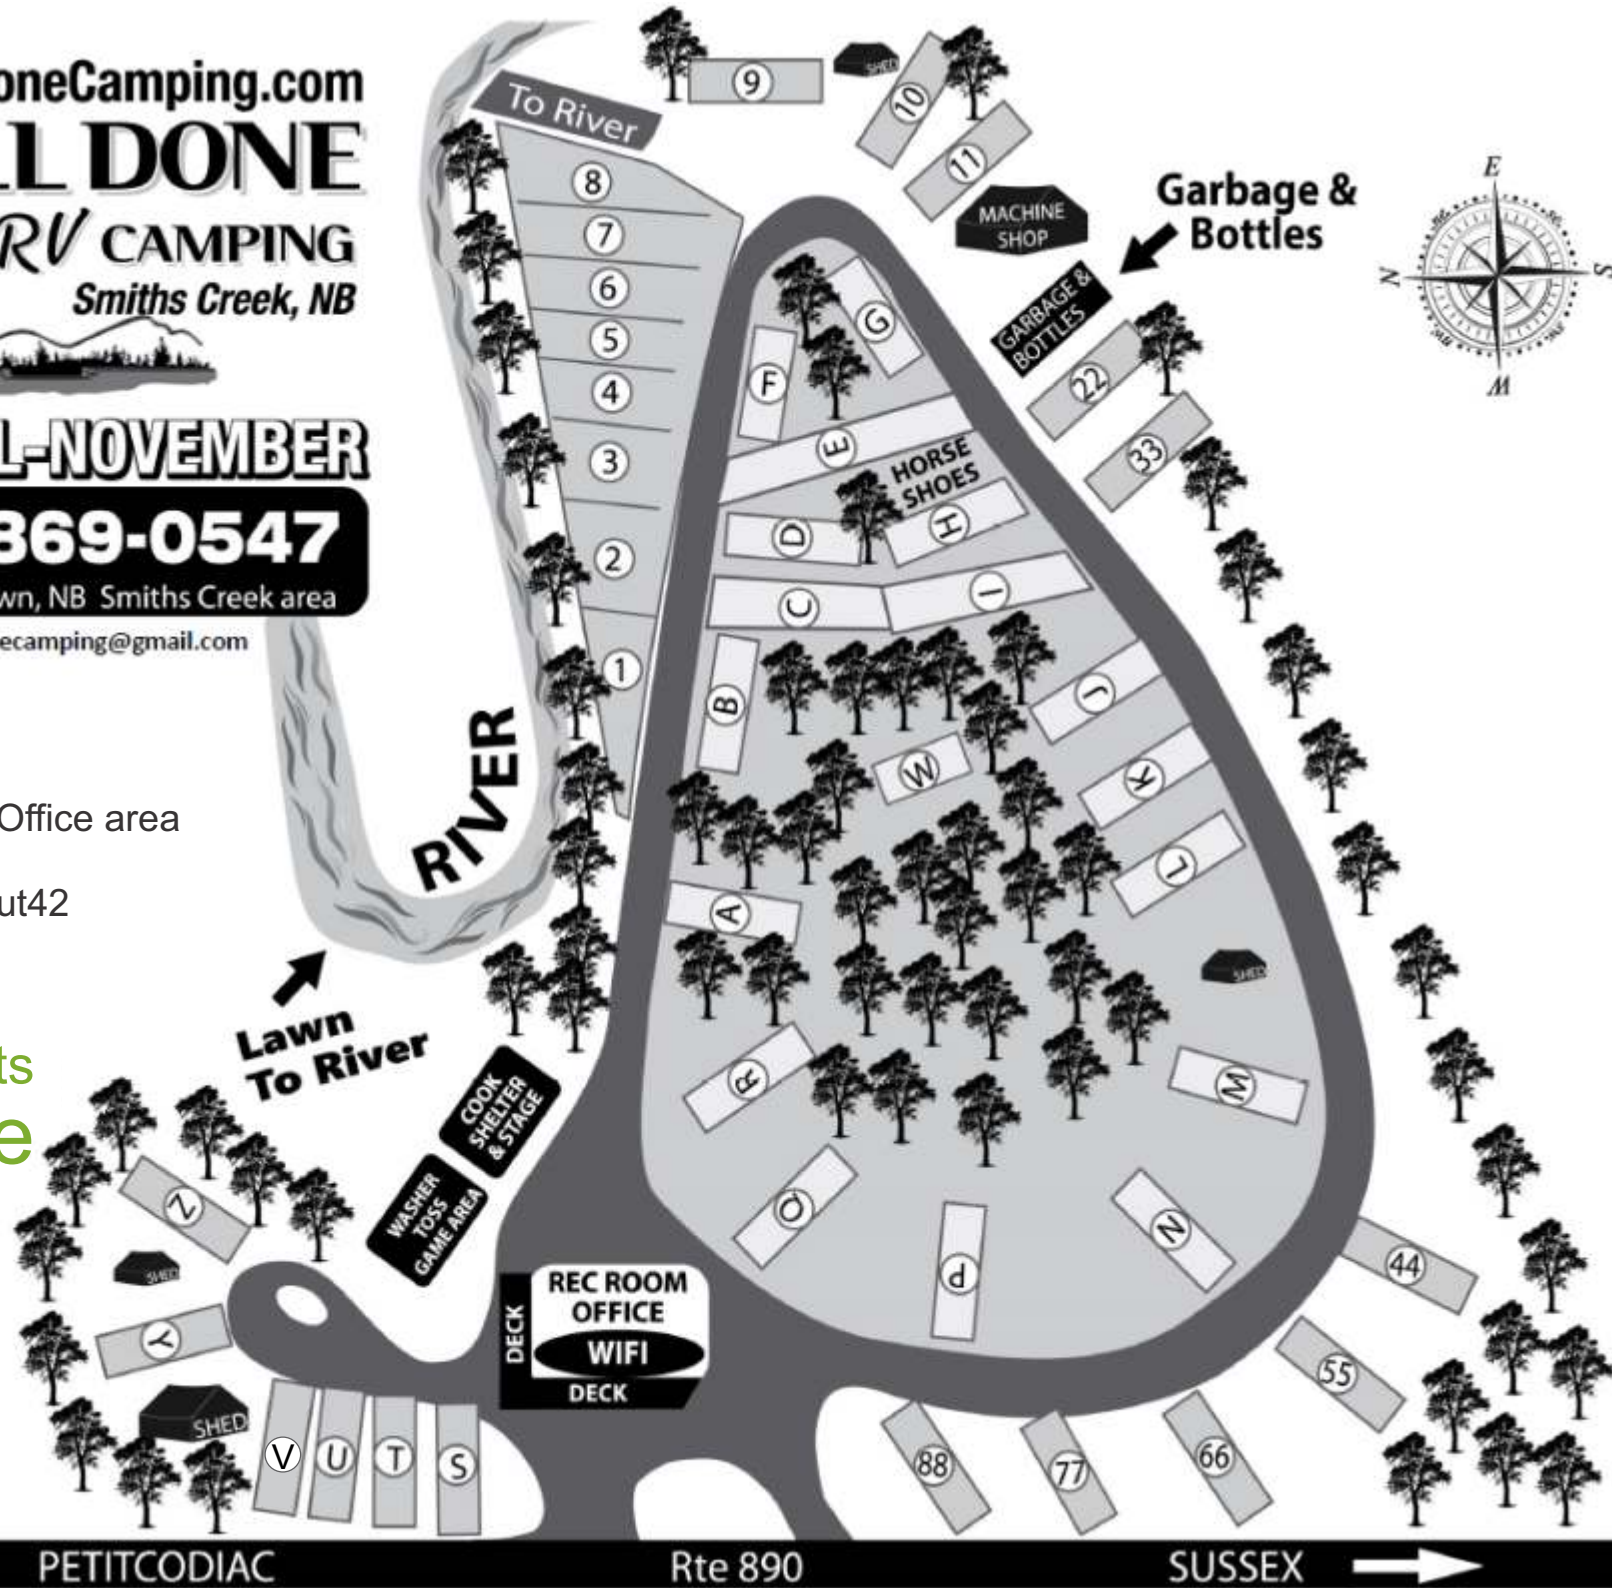 oneCamping.com
LL DONE
RV CAMPING
Smiths Creek, NB
L-NOVEMBER
869-0547
wn, NB Smiths Creek area
ecamping@gmail.com
Office area
ut42
ts
e
To River
8
7
6
5
4
3
2
1
RIVER
Lawn
To River
9
SHED
10
11
MACHINE
SHOP
Garbage &
Bottles
GARBAGE &
BOTTLES
22
33
E
N
S
W
G
F
E
HORSE
SHOES
D
H
C
I
B
J
W
K
L
A
SHED
R
M
Q
P
N
44
55
66
77
88
COOK
SHELTER
& STAGE
WASHER
TOSS
GAME AREA
Z
SHED
Y
SHED
V
U
T
S
DECK
REC ROOM
OFFICE
WIFI
DECK
PETITCODIAC
Rte 890
SUSSEX